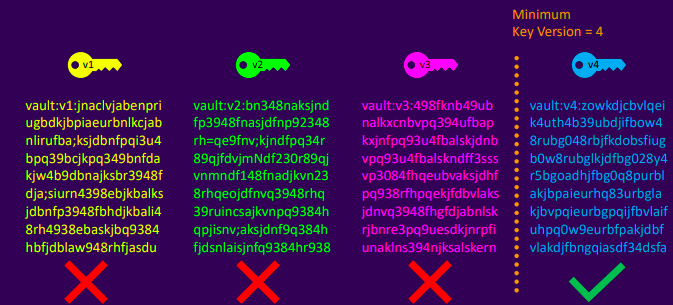 Minimum
Key Version = 4
v1
v2
v3
v4
vault:v1:jnaclvjabenpri
ugbdkjbpiaeurbnlkcjab
nlirufba;ksjdbnfpqi3u4
bpq39bcjkpq349bnfda
kjw4b9dbnajksbr3948f
dja;siurn4398ebjkbalks
jdbnfp3948fbhdjkbali4
8rh4938ebaskjbq9384
hbfjdblaw948rhfjasdu
vault:v2:bn348naksjnd
fp3948fnasjdfnp92348
rh=qe9fnv;kjndfpq34r
89qjfdvjmNdf230r89qj
vnmndf148fnadjkvn23
8rhqeojdfnvq3948rhq
39ruincsajkvnpq9384h
qpjisnv;aksjdnf9q384h
fjdsnlaisjnfq9384hr938
vault:v3:498fknb49ub
nalkxcnbvpq394ufbap
kxjnfpq93u4fbalskjdnb
vpq93u4fbalskndff3sss
vp3084fhqeubvaksjdhf
pq938rfhpqekjfdbvlaks
jdnvq3948fhgfdjabnlsk
rjbnre3pq9uesdkjnrpfi
unaklns394njksalskern
vault:v4:zowkdjcbvlqei
k4uth4b39ubdjifbow4
8rubg048rbjfkdobsfiug
b0w8rubglkjdfbg028y4
r5bgoadhjfbg0q8purbl
akjbpaieurhq83urbgla
kjbvpqieurbgpqijfbvlaif
uhpq0w9eurbfpakjdbf
vlakdjfbngqiasdf34dsfa